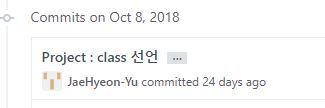 Commits on Oct 8, 2018
Project : class 선언 ...
JaeHyeon-Yu committed 24 days ago